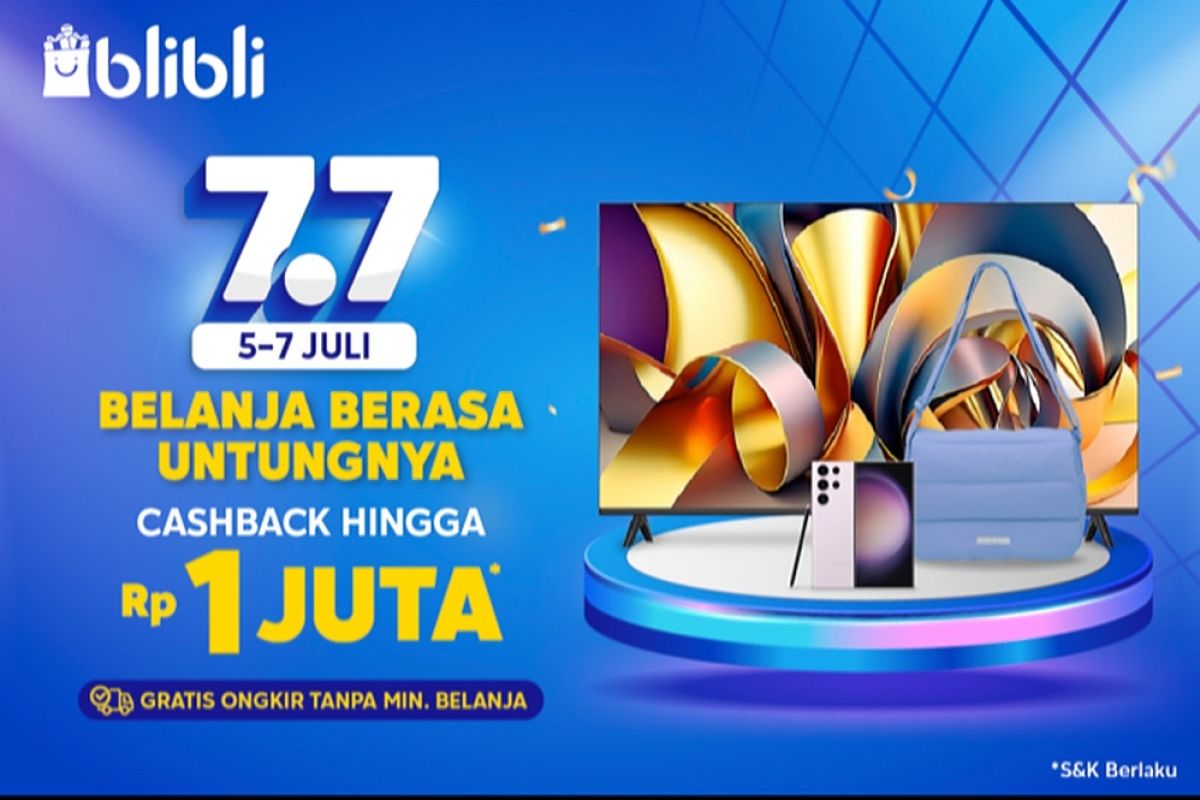 blibli
7.7
5-7 JULI
BELANJA BERASA
UNTUNGNYA
CASHBACK HINGGA
Rp 1 JUTA*
GRATIS ONGKIR TANPA MIN. BELANJA
*S&K Berlaku